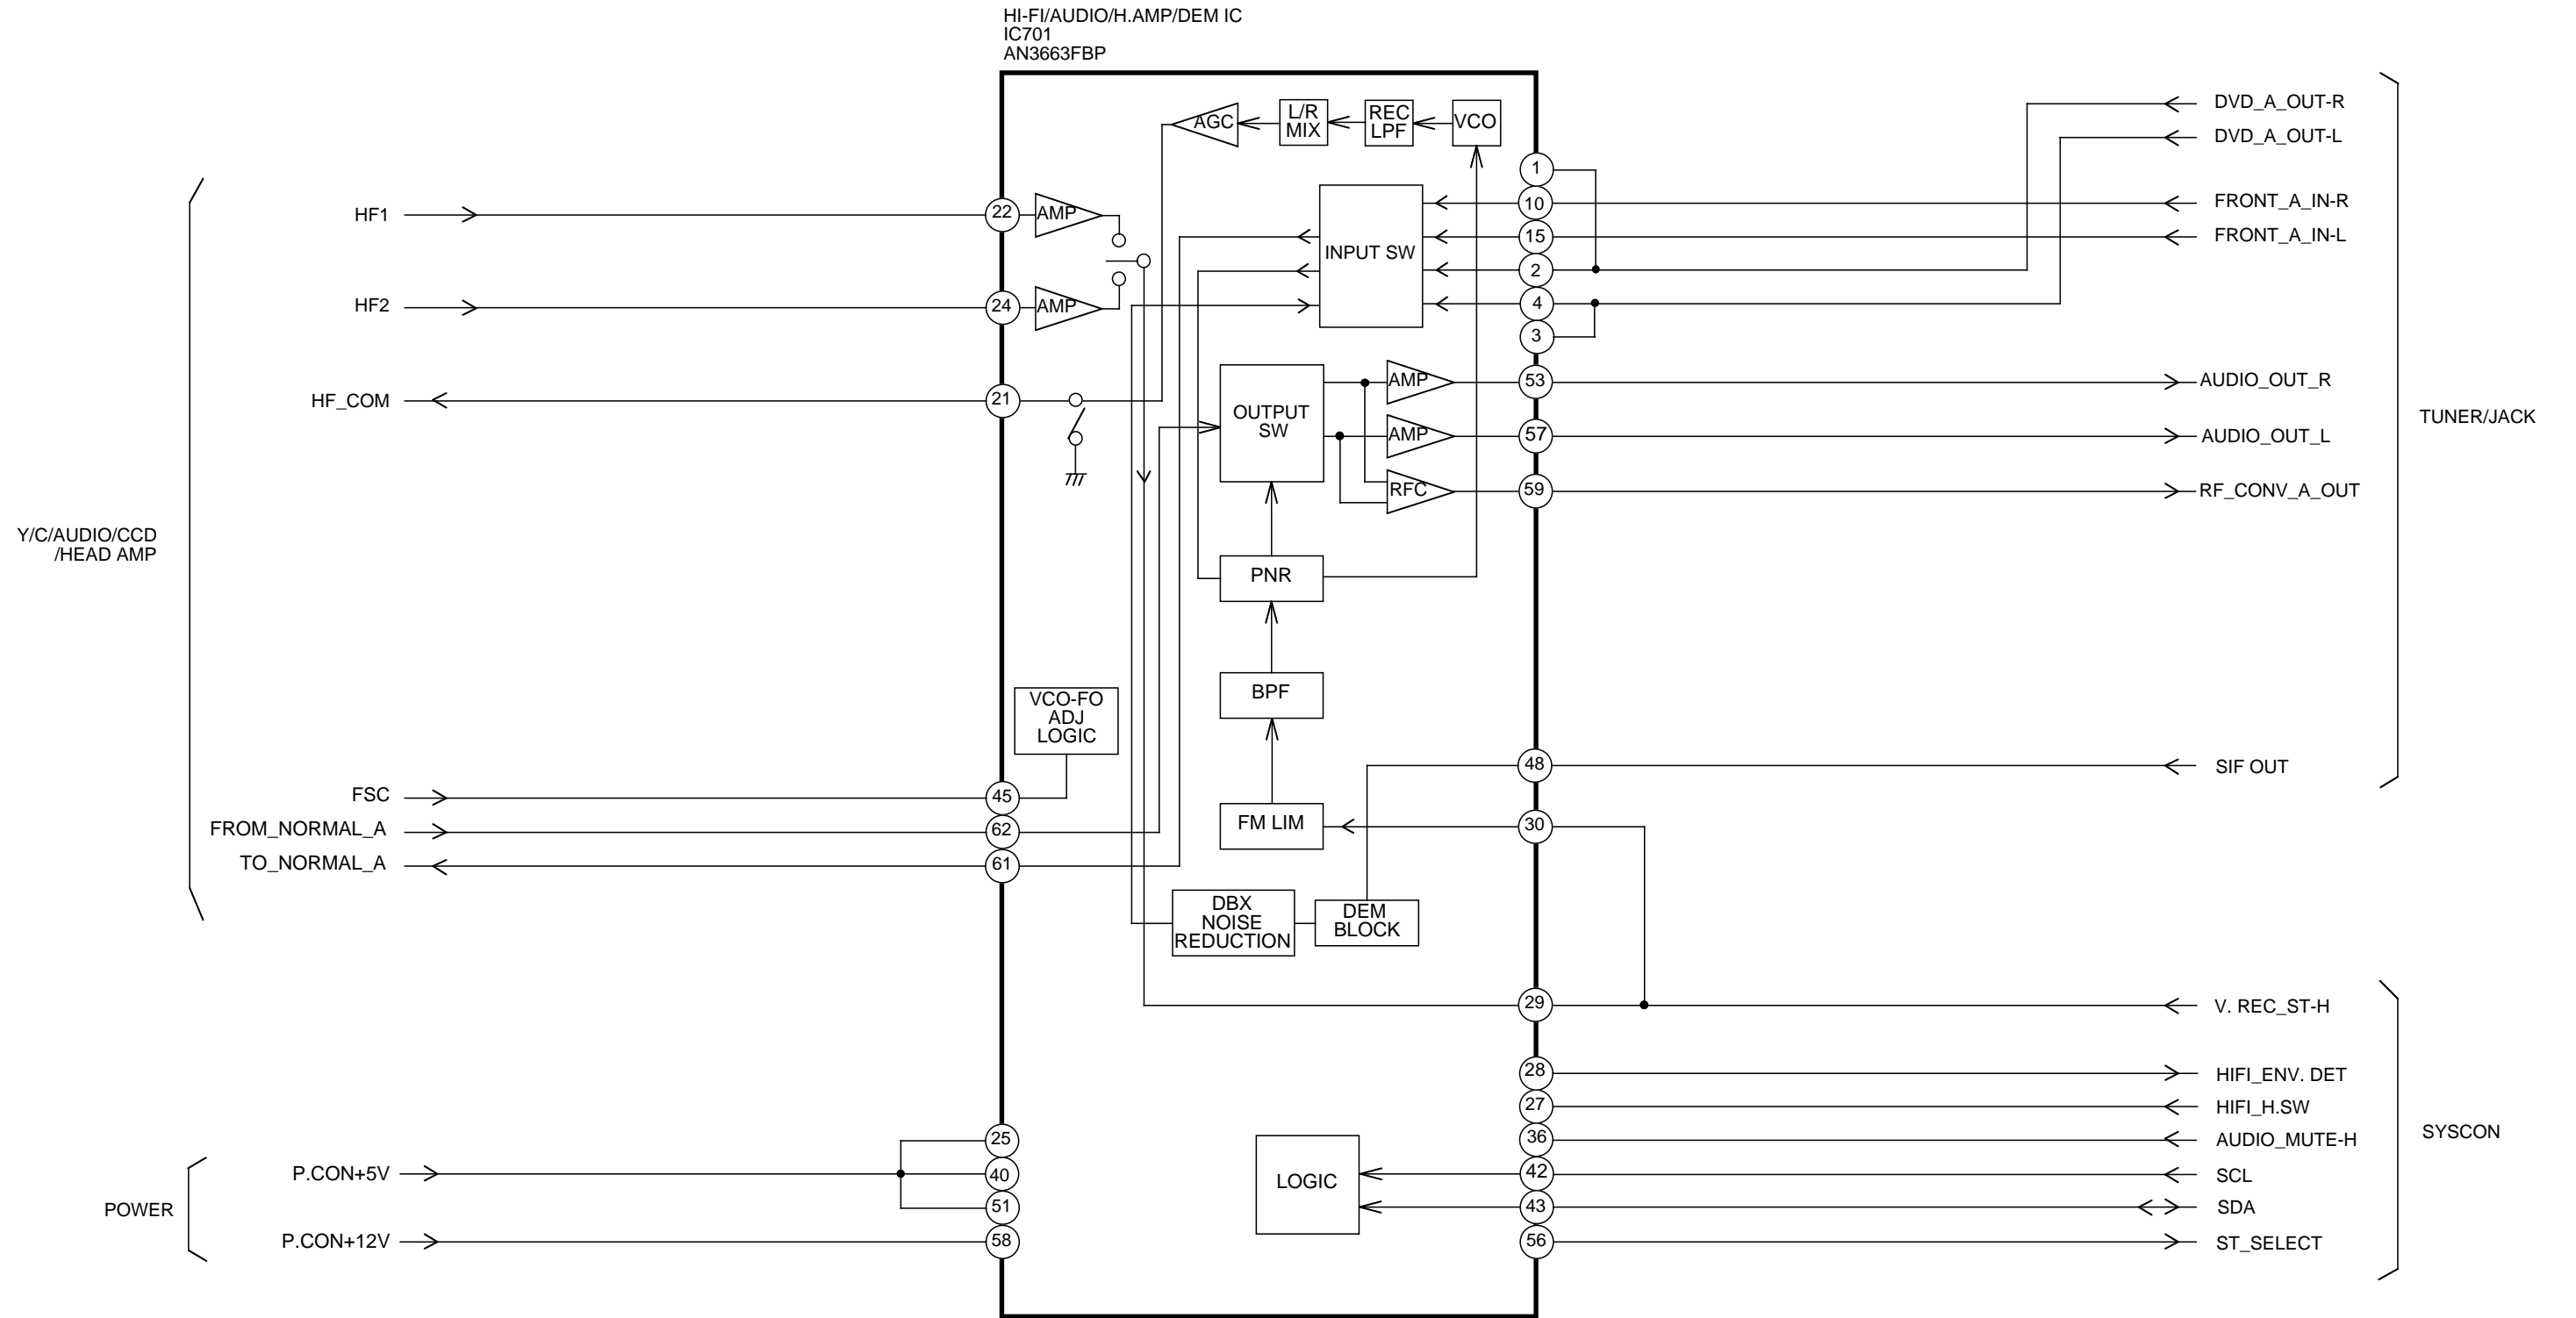 HI-FI/AUDIO/H.AMP/DEM IC
IC701
AN3663FBP
AGC
L/R
MIX
REC
LPF
VCO
DVD_A_OUT-R
DVD_A_OUT-L
1
HF1
22
AMP
10
FRONT_A_IN-R
15
FRONT_A_IN-L
INPUT SW
2
HF2
24
AMP
4
3
HF_COM
21
OUTPUT
SW
AMP
53
AUDIO_OUT_R
AMP
57
AUDIO_OUT_L
RFC
59
RF_CONV_A_OUT
TUNER/JACK
Y/C/AUDIO/CCD
/HEAD AMP
PNR
BPF
VCO-FO
ADJ
LOGIC
48
SIF OUT
FSC
45
FROM_NORMAL_A
62
TO_NORMAL_A
61
FM LIM
30
DBX
NOISE
REDUCTION
DEM
BLOCK
29
V. REC_ST-H
28
HIFI_ENV. DET
27
HIFI_H.SW
36
AUDIO_MUTE-H
42
SCL
43
SDA
56
ST_SELECT
SYSCON
LOGIC
POWER
P.CON+5V
25
40
51
P.CON+12V
58